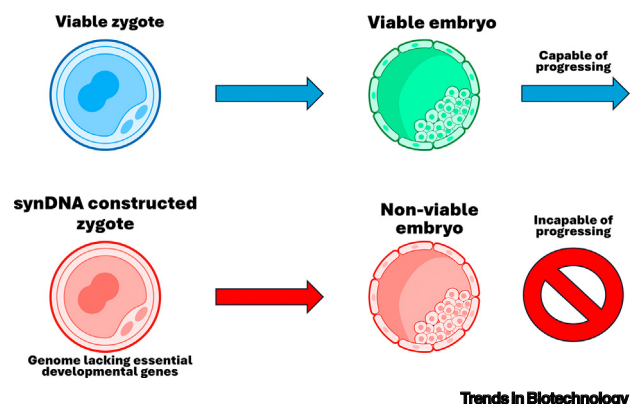 Viable zygote
Viable embryo
Capable of
progressing
synDNA constructed
zygote
Non-viable
embryo
Incapable of
progressing
Genome lacking essential
developmental genes
Trends in Biotechnology